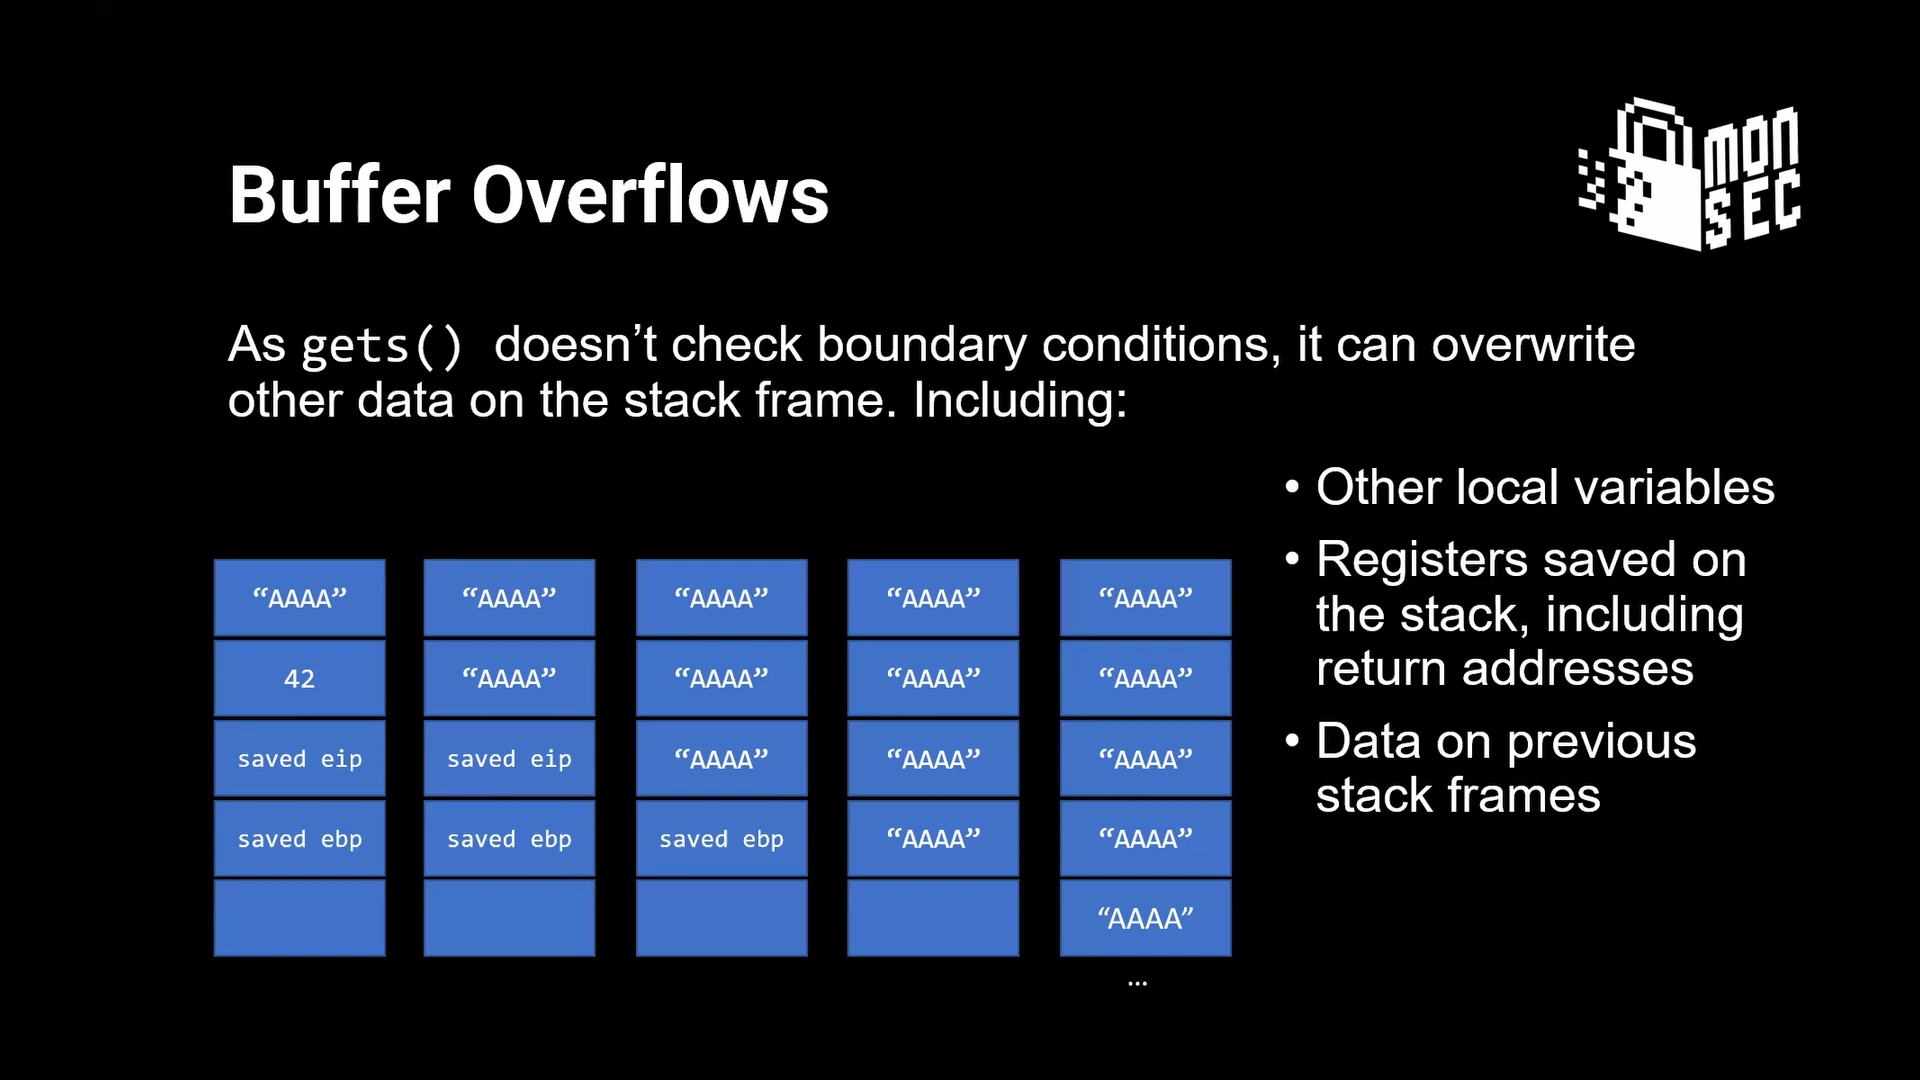 mon
SEC
Buffer Overflows
As gets() doesn’t check boundary conditions, it can overwrite
other data on the stack frame. Including:
“AAAA” “AAAA” “AAAA” “AAAA” “AAAA”
42 “AAAA” “AAAA” “AAAA” “AAAA”
saved eip saved eip “AAAA” “AAAA” “AAAA”
saved ebp saved ebp saved ebp “AAAA” “AAAA”
“AAAA”
...
• Other local variables
• Registers saved on
the stack, including
return addresses
• Data on previous
stack frames